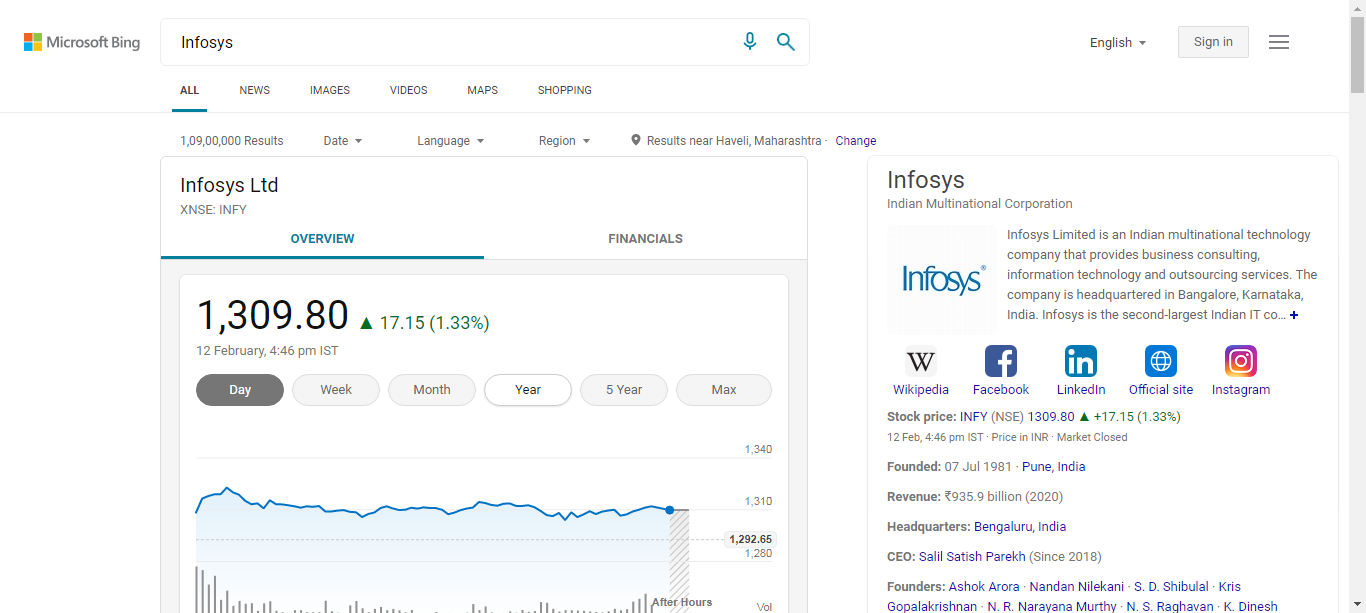 Microsoft Bing
Infosys
English
Sign in
ALL NEWS IMAGES VIDEOS MAPS SHOPPING
1,09,00,000 Results Date Language Region Results near Haveli, Maharashtra · Change
Infosys Ltd
XNSE: INFY
OVERVIEW FINANCIALS
1,309.80 ▲ 17.15 (1.33%)
12 February, 4:46 pm IST
Day Week Month Year 5 Year Max
1,340
1,310
1,292.65
1,280
After Hours
Vol
Infosys
Indian Multinational Corporation
Infosys®
Infosys Limited is an Indian multinational technology
company that provides business consulting,
information technology and outsourcing services. The
company is headquartered in Bangalore, Karnataka,
India. Infosys is the second-largest Indian IT co... +
W
Wikipedia Facebook LinkedIn Official site Instagram
Stock price: INFY (NSE) 1309.80 ▲ +17.15 (1.33%)
12 Feb, 4:46 pm IST · Price in INR · Market Closed
Founded: 07 Jul 1981 · Pune, India
Revenue: ₹935.9 billion (2020)
Headquarters: Bengaluru, India
CEO: Salil Satish Parekh (Since 2018)
Founders: Ashok Arora · Nandan Nilekani · S. D. Shibulal · Kris
Gopalakrishnan · N. R. Narayana Murthy · N. S. Raghavan · K. Dinesh